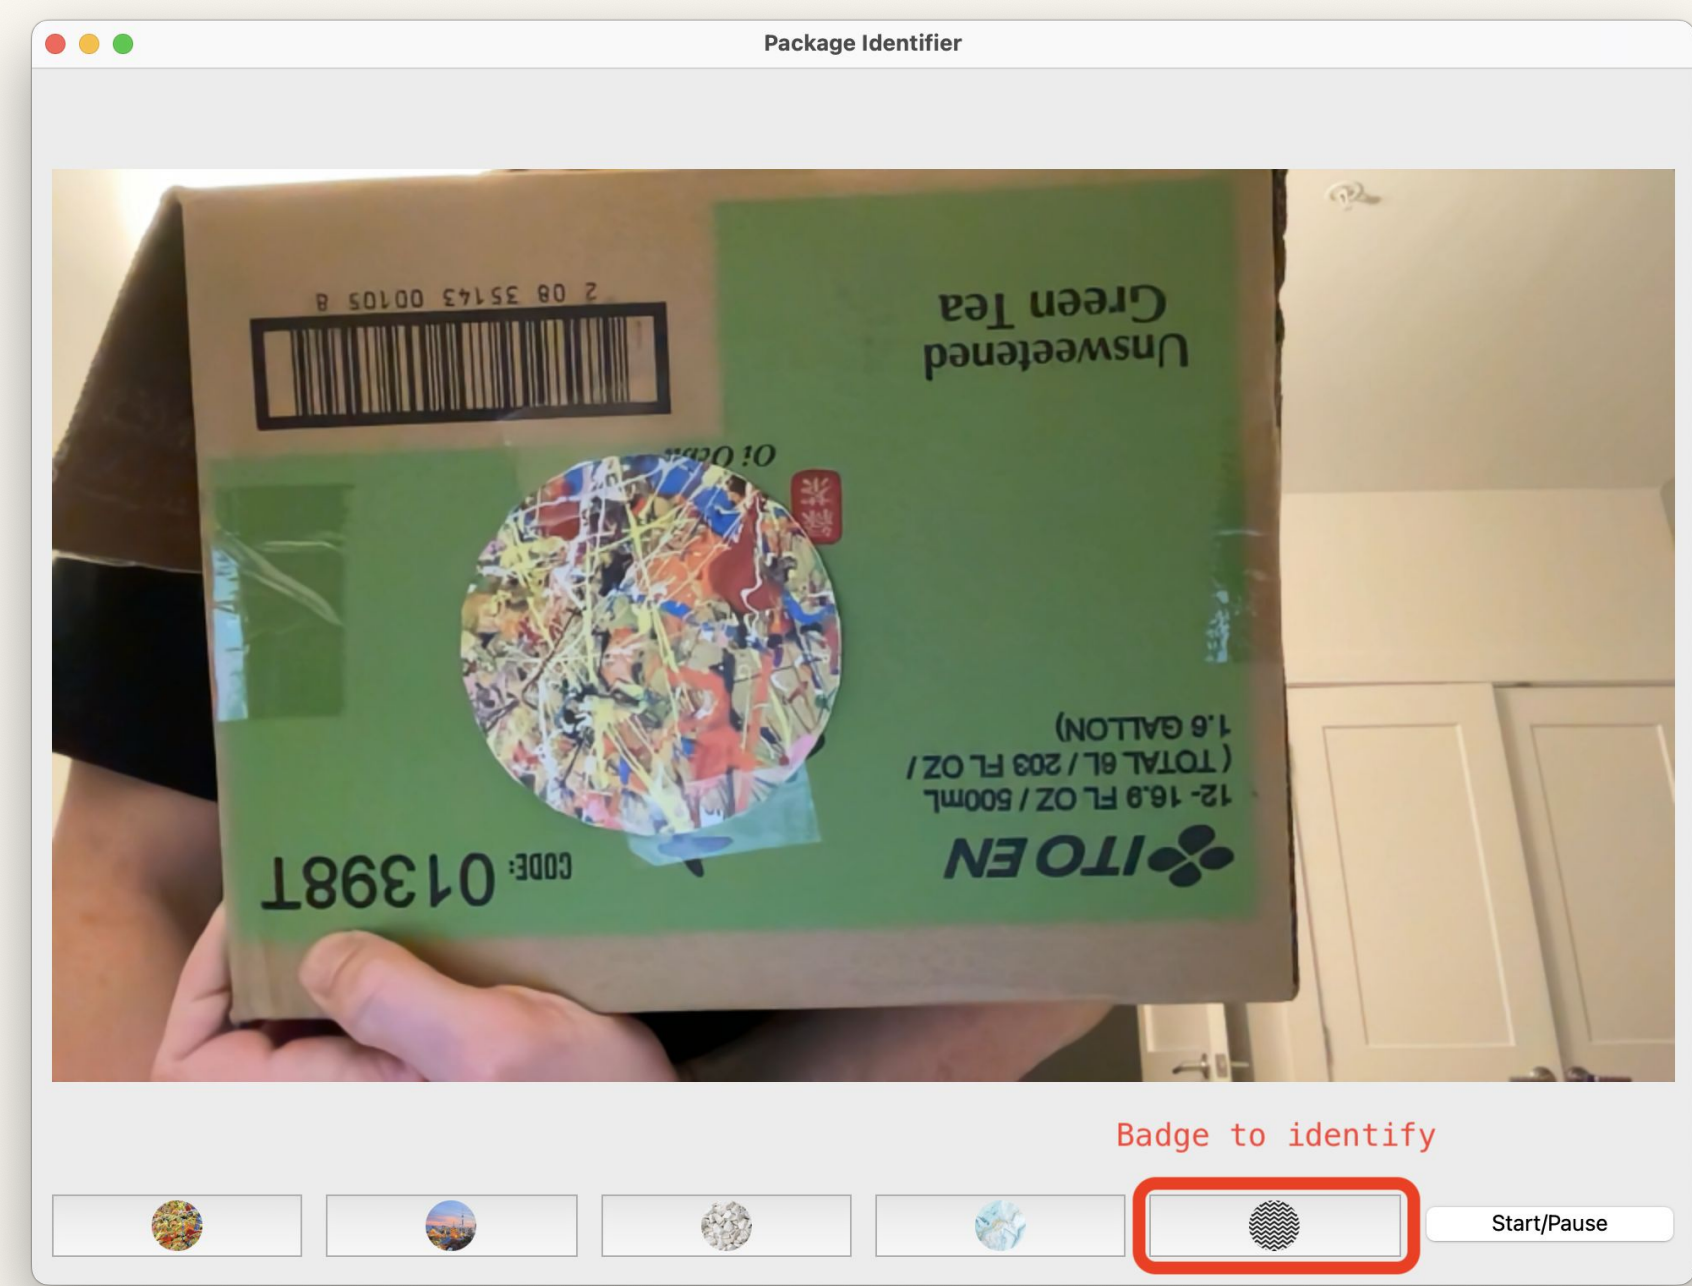 Package Identifier
2 08 35143 00105 8
Unsweetened
Green Tea
Oi Ocha
CODE: 01398T
ITO EN
12- 16.9 FL OZ / 500mL
(TOTAL 6L / 203 FL OZ /
1.6 GALLON)
Badge to identify
Start/Pause